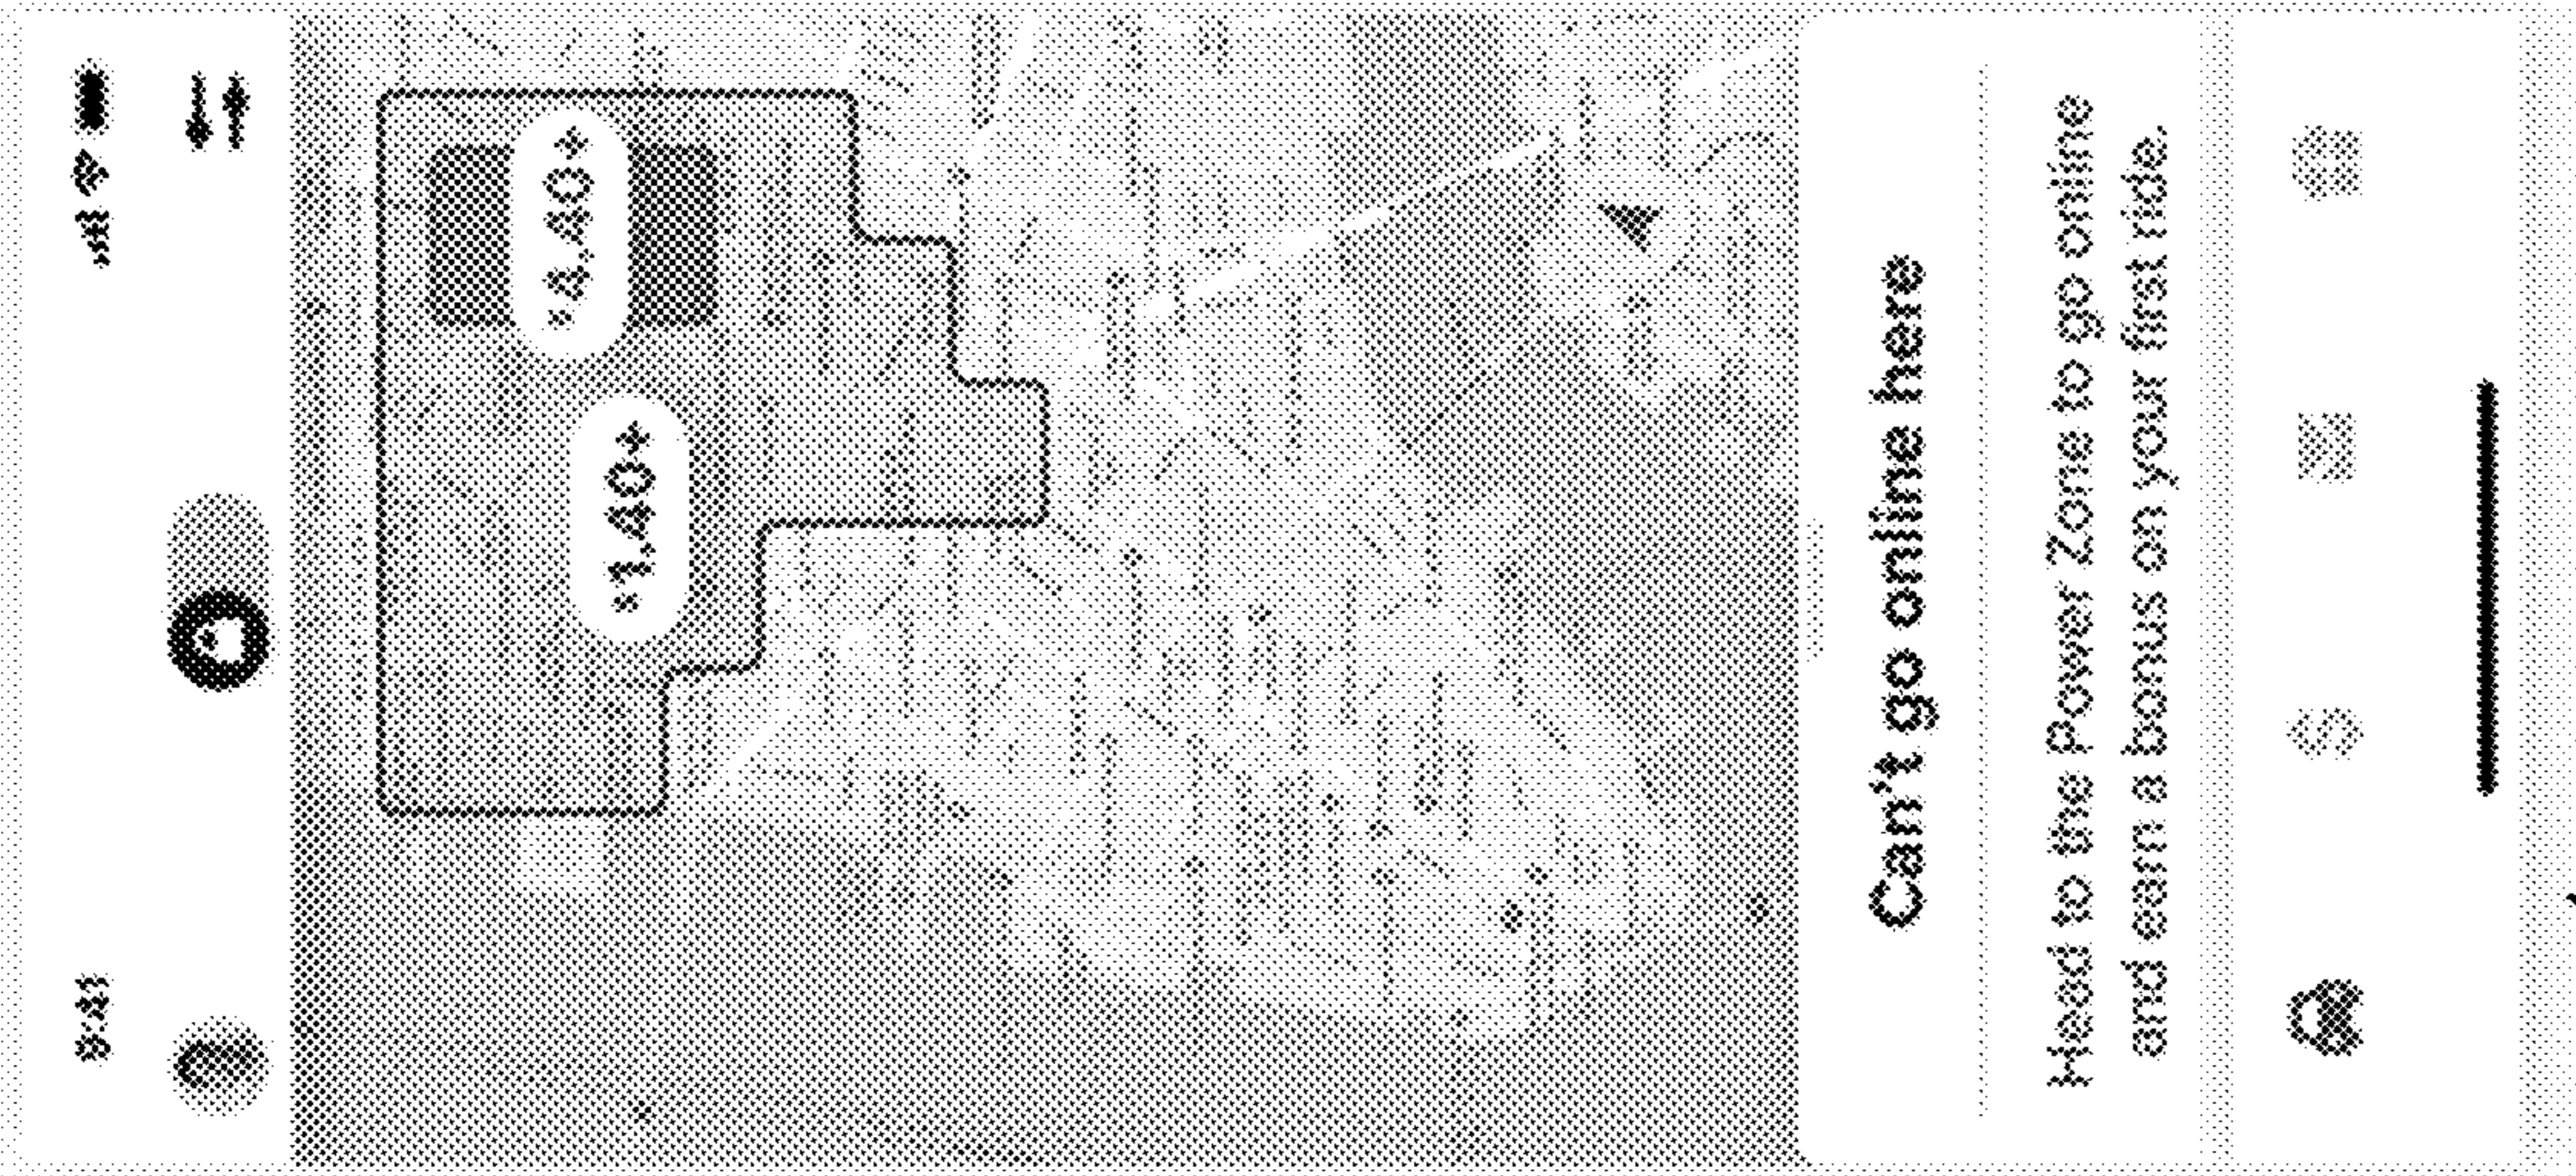 9:41
$4.40+
$1.40+
Can't go online here
Head to the Power Zone to go online
and earn a bonus on your first ride.